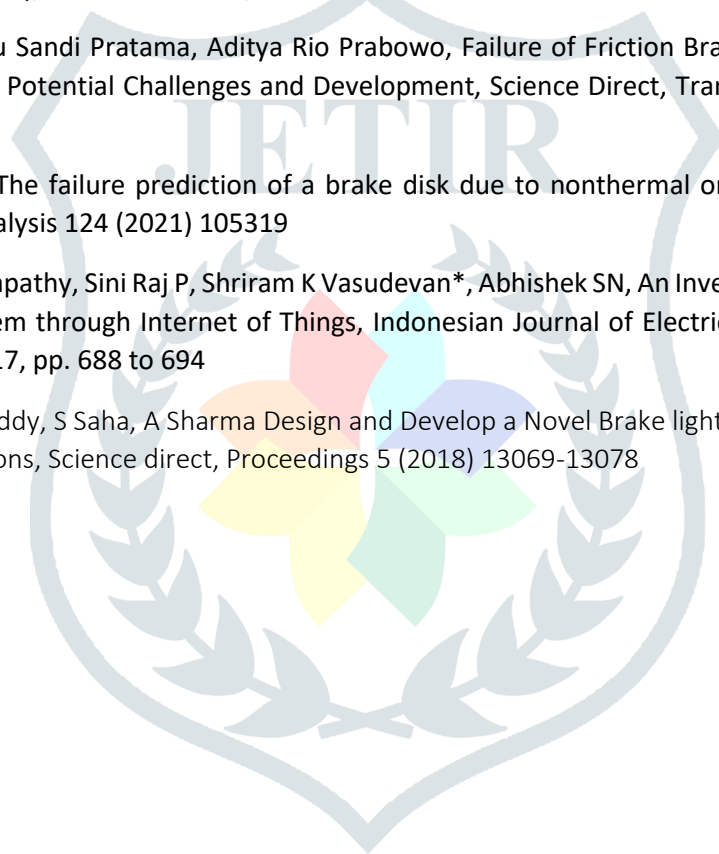 u Sandi Pratama, Aditya Rio Prabowo, Failure of Friction Bra
Potential Challenges and Development, Science Direct, Tran
JETIR
The failure prediction of a brake disk due to nonthermal or
alysis 124 (2021) 105319
npathy, Sini Raj P, Shriram K Vasudevan*, Abhishek SN, An Inve
em through Internet of Things, Indonesian Journal of Electric
17, pp. 688 to 694
ddy, S Saha, A Sharma Design and Develop a Novel Brake light
ons, Science direct, Proceedings 5 (2018) 13069-13078